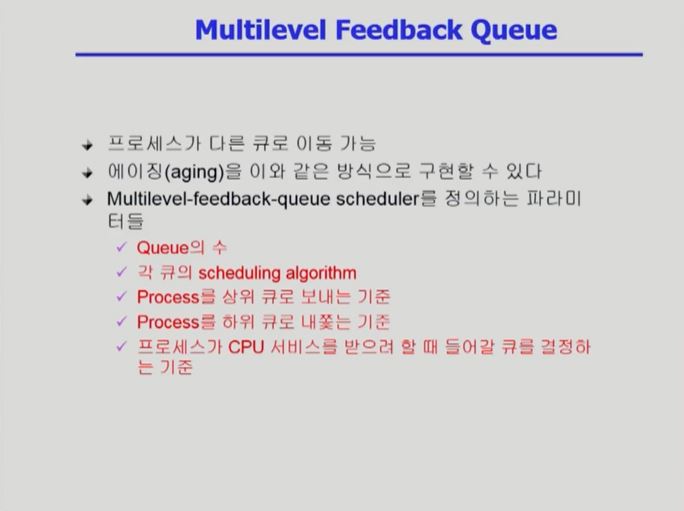 Multilevel Feedback Queue
프로세스가 다른 큐로 이동 가능
에이징(aging)을 이와 같은 방식으로 구현할 수 있다
Multilevel-feedback-queue scheduler를 정의하는 파라미
터들
Queue의 수
각 큐의 scheduling algorithm
Process를 상위 큐로 보내는 기준
Process를 하위 큐로 내쫓는 기준
프로세스가 CPU 서비스를 받으려 할 때 들어갈 큐를 결정하
는 기준